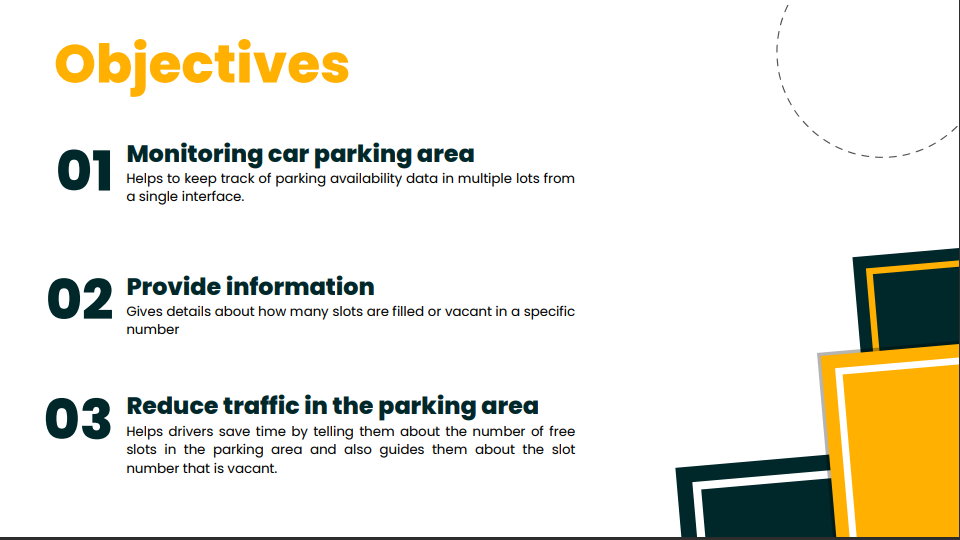 Objectives
01
Monitoring car parking area
Helps to keep track of parking availability data in multiple lots from
a single interface.
02
Provide information
Gives details about how many slots are filled or vacant in a specific
number
03
Reduce traffic in the parking area
Helps drivers save time by telling them about the number of free
slots in the parking area and also guides them about the slot
number that is vacant.